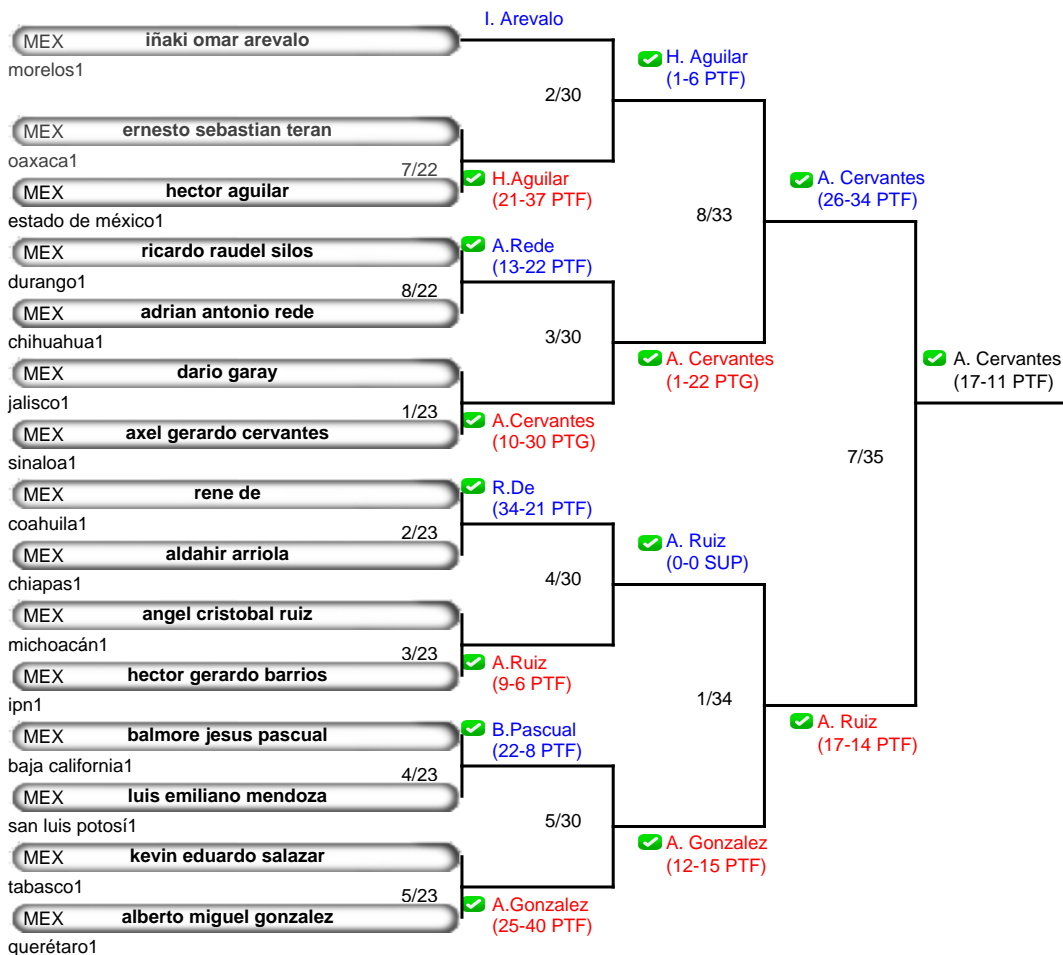 I. Arevalo
MEX iñaki omar arevalo
morelos1
H. Aguilar
(1-6 PTF)
2/30
MEX ernesto sebastian teran
oaxaca1
7/22
MEX hector aguilar
estado de méxico1
H.Aguilar
(21-37 PTF)
A. Cervantes
(26-34 PTF)
8/33
MEX ricardo raudel silos
durango1
A.Rede
(13-22 PTF)
8/22
MEX adrian antonio rede
chihuahua1
3/30
A. Cervantes
(1-22 PTG)
A. Cervantes
(17-11 PTF)
MEX dario garay
jalisco1
1/23
MEX axel gerardo cervantes
sinaloa1
A.Cervantes
(10-30 PTG)
7/35
MEX rene de
coahuila1
R.De
(34-21 PTF)
2/23
MEX aldahir arriola
chiapas1
A. Ruiz
(0-0 SUP)
4/30
MEX angel cristobal ruiz
michoacán1
3/23
MEX hector gerardo barrios
ipn1
A.Ruiz
(9-6 PTF)
1/34
A. Ruiz
(17-14 PTF)
MEX balmore jesus pascual
baja california1
B.Pascual
(22-8 PTF)
4/23
MEX luis emiliano mendoza
san luis potosí1
5/30
A. Gonzalez
(12-15 PTF)
MEX kevin eduardo salazar
tabasco1
5/23
MEX alberto miguel gonzalez
querétaro1
A.Gonzalez
(25-40 PTF)